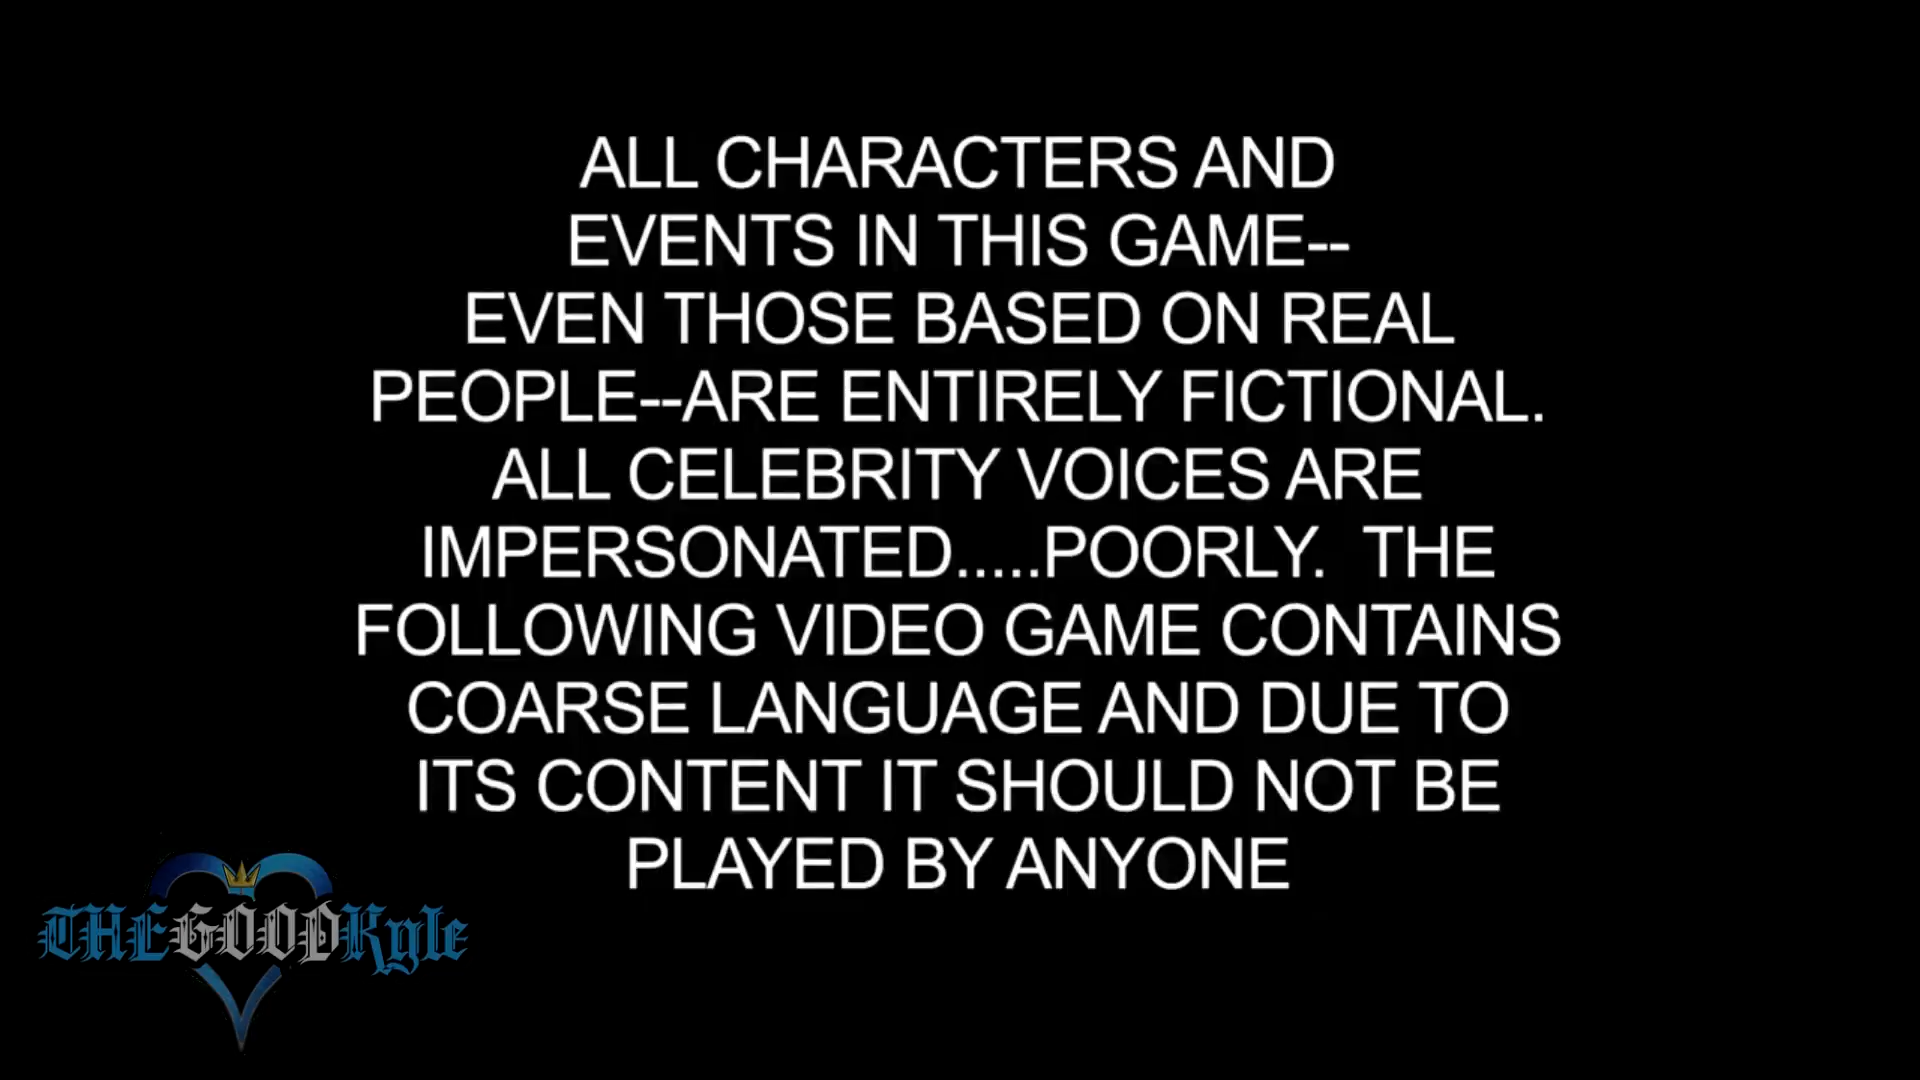 ALL CHARACTERS AND
EVENTS IN THIS GAME--
EVEN THOSE BASED ON REAL
PEOPLE--ARE ENTIRELY FICTIONAL.
ALL CELEBRITY VOICES ARE
IMPERSONATED.....POORLY.  THE
FOLLOWING VIDEO GAME CONTAINS
COARSE LANGUAGE AND DUE TO
ITS CONTENT IT SHOULD NOT BE
PLAYED BY ANYONE
THEGOODKyle